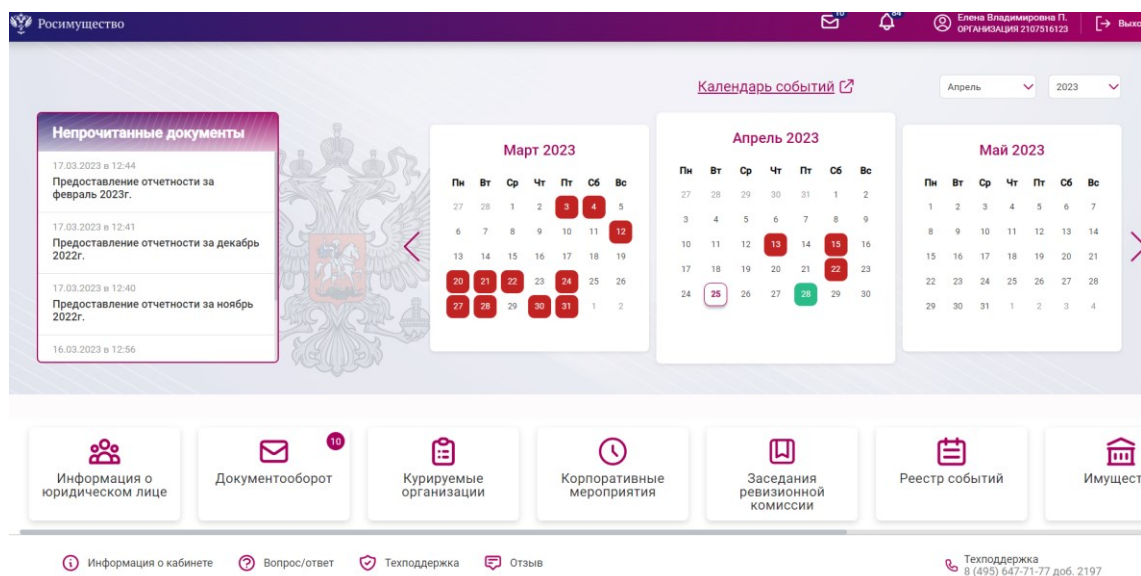 Росимущество
10
64
Елена Владимировна П.
ОРГАНИЗАЦИЯ 2107516123
Календарь событий
Апрель
2023
Непрочитанные документы
17.03.2023 в 12:44
Предоставление отчетности за
февраль 2023г.
17.03.2023 в 12:41
Предоставление отчетности за декабрь
2022г.
17.03.2023 в 12:40
Предоставление отчетности за ноябрь
2022г.
16.03.2023 в 12:56
Март 2023
Пн Вт Ср Чт Пт Сб Вс
27 28 1 2 3 4 5
6 7 8 9 10 11 12
13 14 15 16 17 18 19
20 21 22 23 24 25 26
27 28 29 30 31 1 2
Апрель 2023
Пн Вт Ср Чт Пт Сб Вс
27 28 29 30 31 1 2
3 4 5 6 7 8 9
10 11 12 13 14 15 16
17 18 19 20 21 22 23
24 25 26 27 28 29 30
Май 2023
Пн Вт Ср Чт Пт Сб Вс
1 2 3 4 5 6 7
8 9 10 11 12 13 14
15 16 17 18 19 20 21
22 23 24 25 26 27 28
29 30 31 1 2 3 4
Информация о
юридическом лице
10
Документооборот
Курируемые
организации
Корпоративные
мероприятия
Заседания
ревизионной
комиссии
Реестр событий
Имущест
Информация о кабинете
Вопрос/ответ
Техподдержка
Отзыв
Техподдержка
8 (495) 647-71-77 доб. 2197